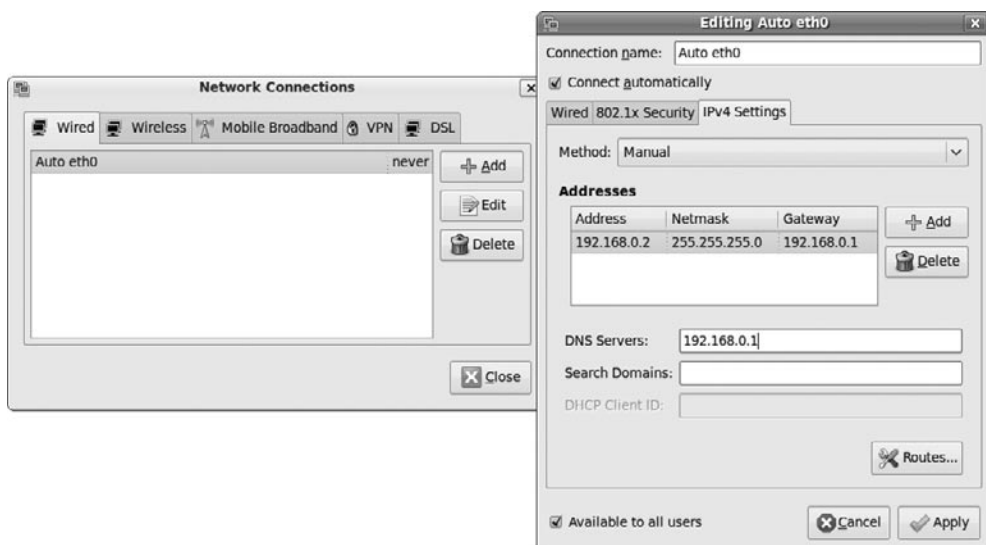 Network Connections
Wired Wireless Mobile Broadband VPN DSL
Auto eth0 never
Add
Edit
Delete
Close
Editing Auto eth0
Connection name: Auto eth0
Connect automatically
Wired 802.1x Security IPv4 Settings
Method: Manual
Addresses
Address Netmask Gateway
192.168.0.2 255.255.255.0 192.168.0.1
Add
Delete
DNS Servers: 192.168.0.1
Search Domains:
DHCP Client ID:
Routes...
Available to all users
Cancel Apply